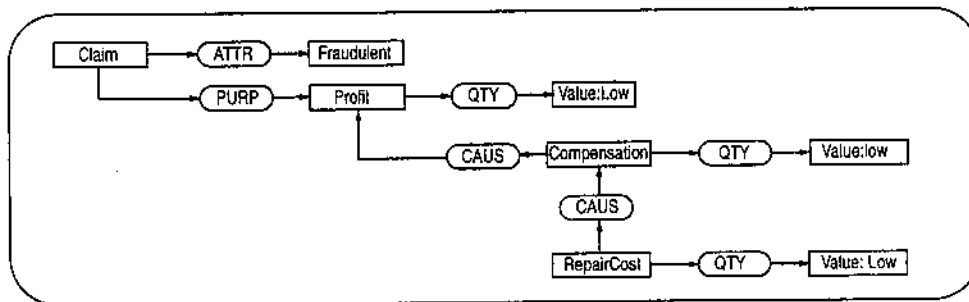 Claim ATTR Fraudulent
PURP Profit QTY Value:Low
CAUS Compensation QTY Value:low
CAUS
RepairCost QTY Value: Low